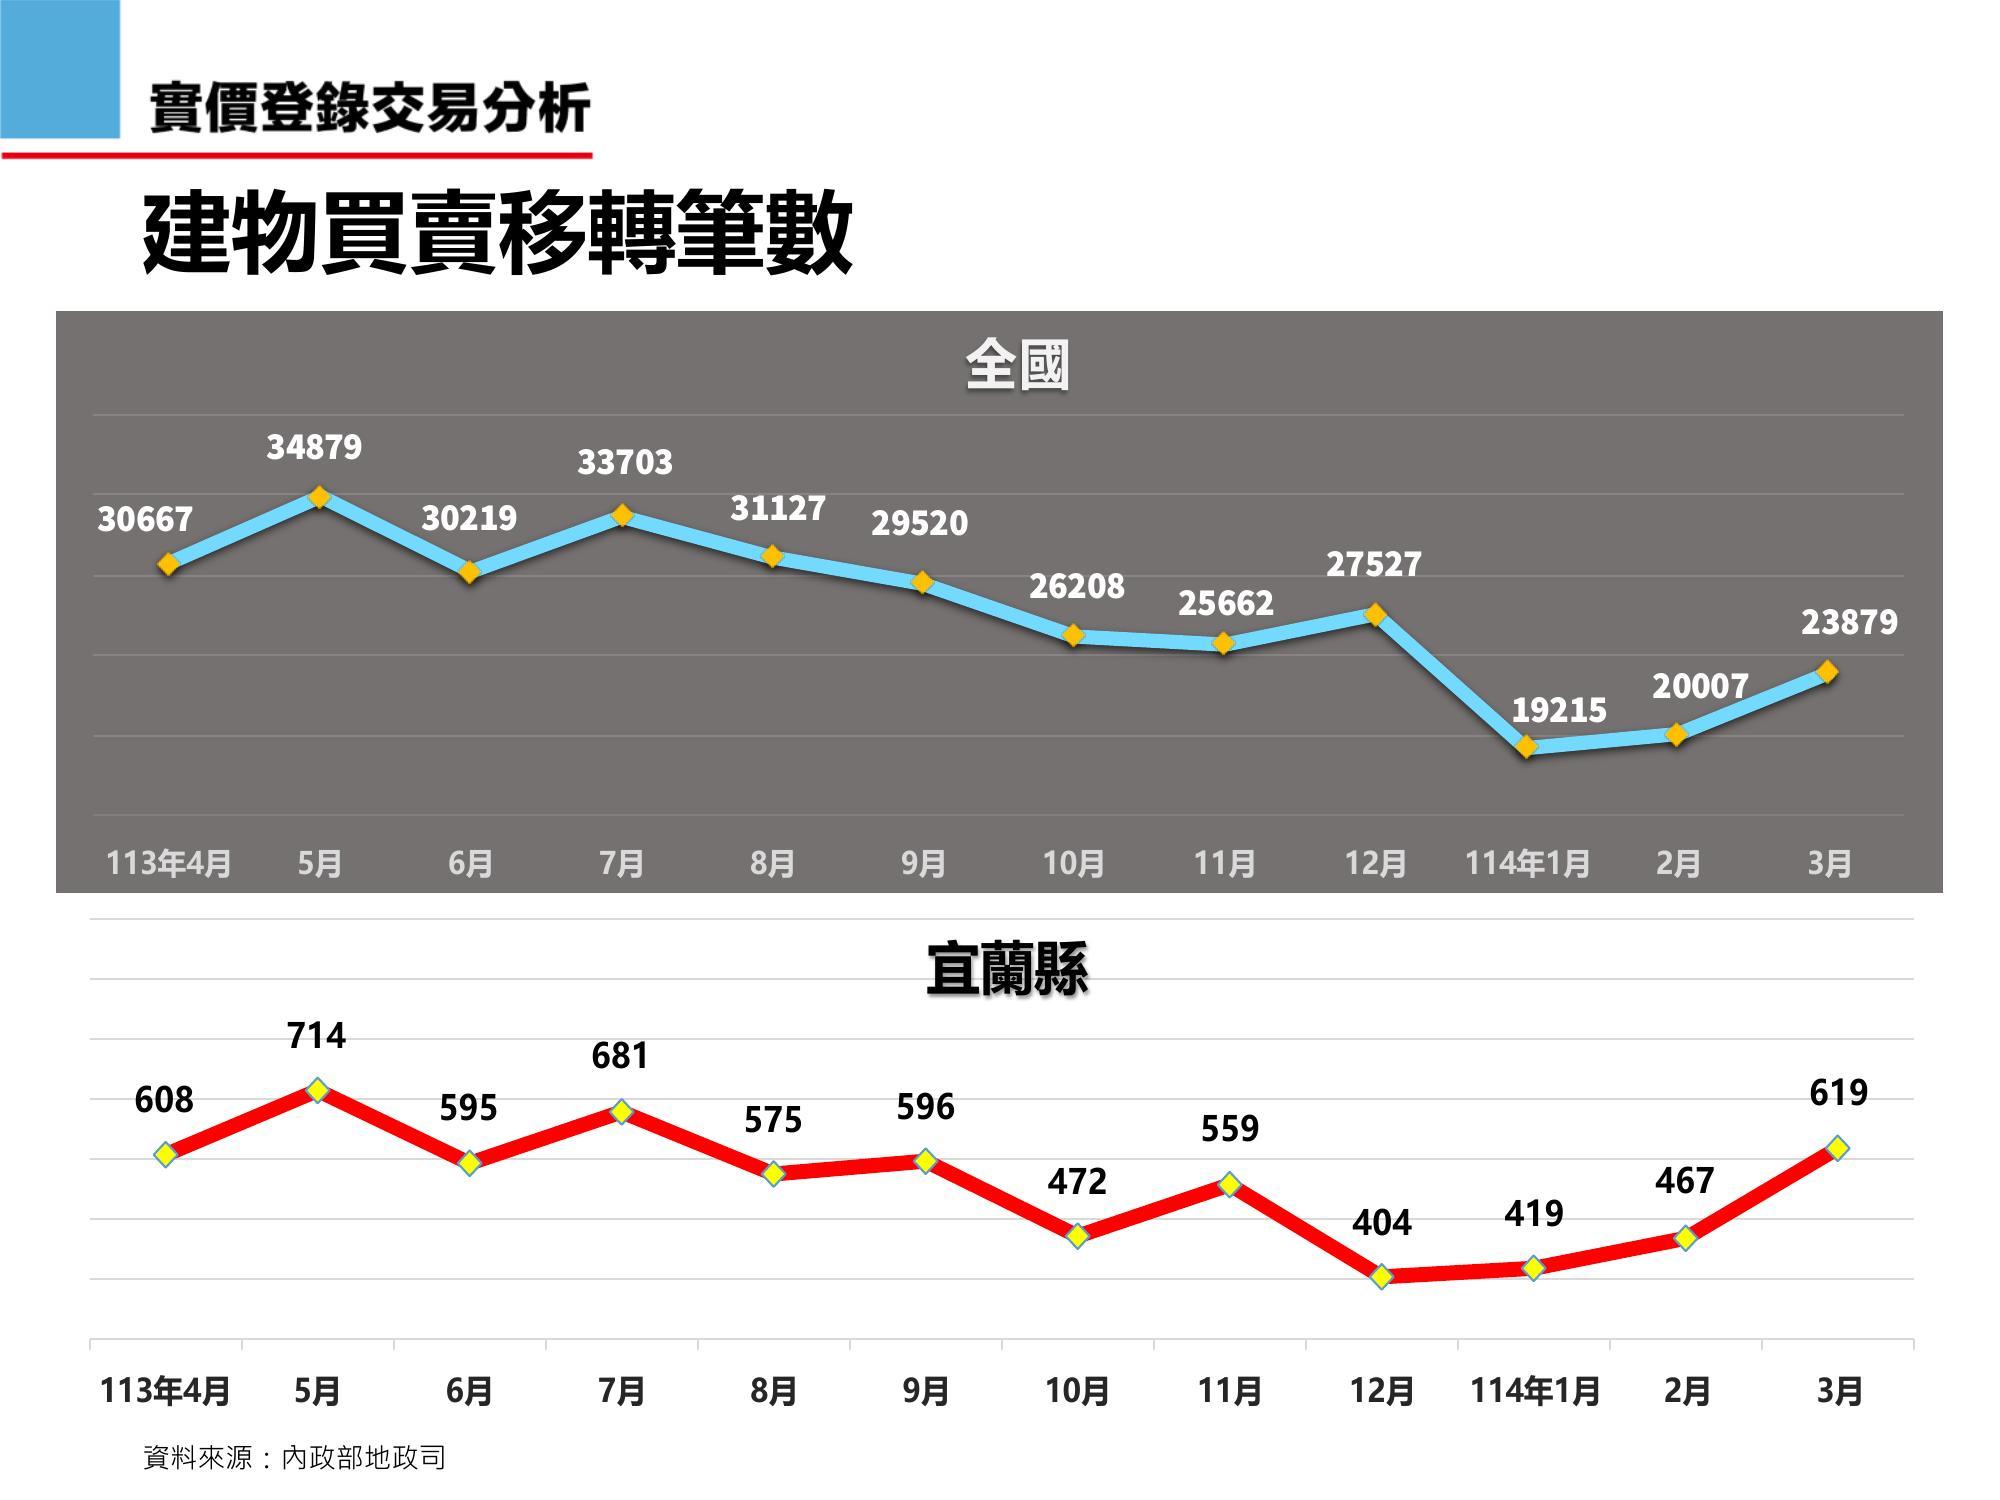 實價登錄交易分析
建物買賣移轉筆數
全國
30667 34879 30219 33703 31127 29520 26208 25662 27527 19215 20007 23879
113年4月 5月 6月 7月 8月 9月 10月 11月 12月 114年1月 2月 3月
宜蘭縣
608 714 595 681 575 596 472 559 404 419 467 619
113年4月 5月 6月 7月 8月 9月 10月 11月 12月 114年1月 2月 3月
資料來源：內政部地政司